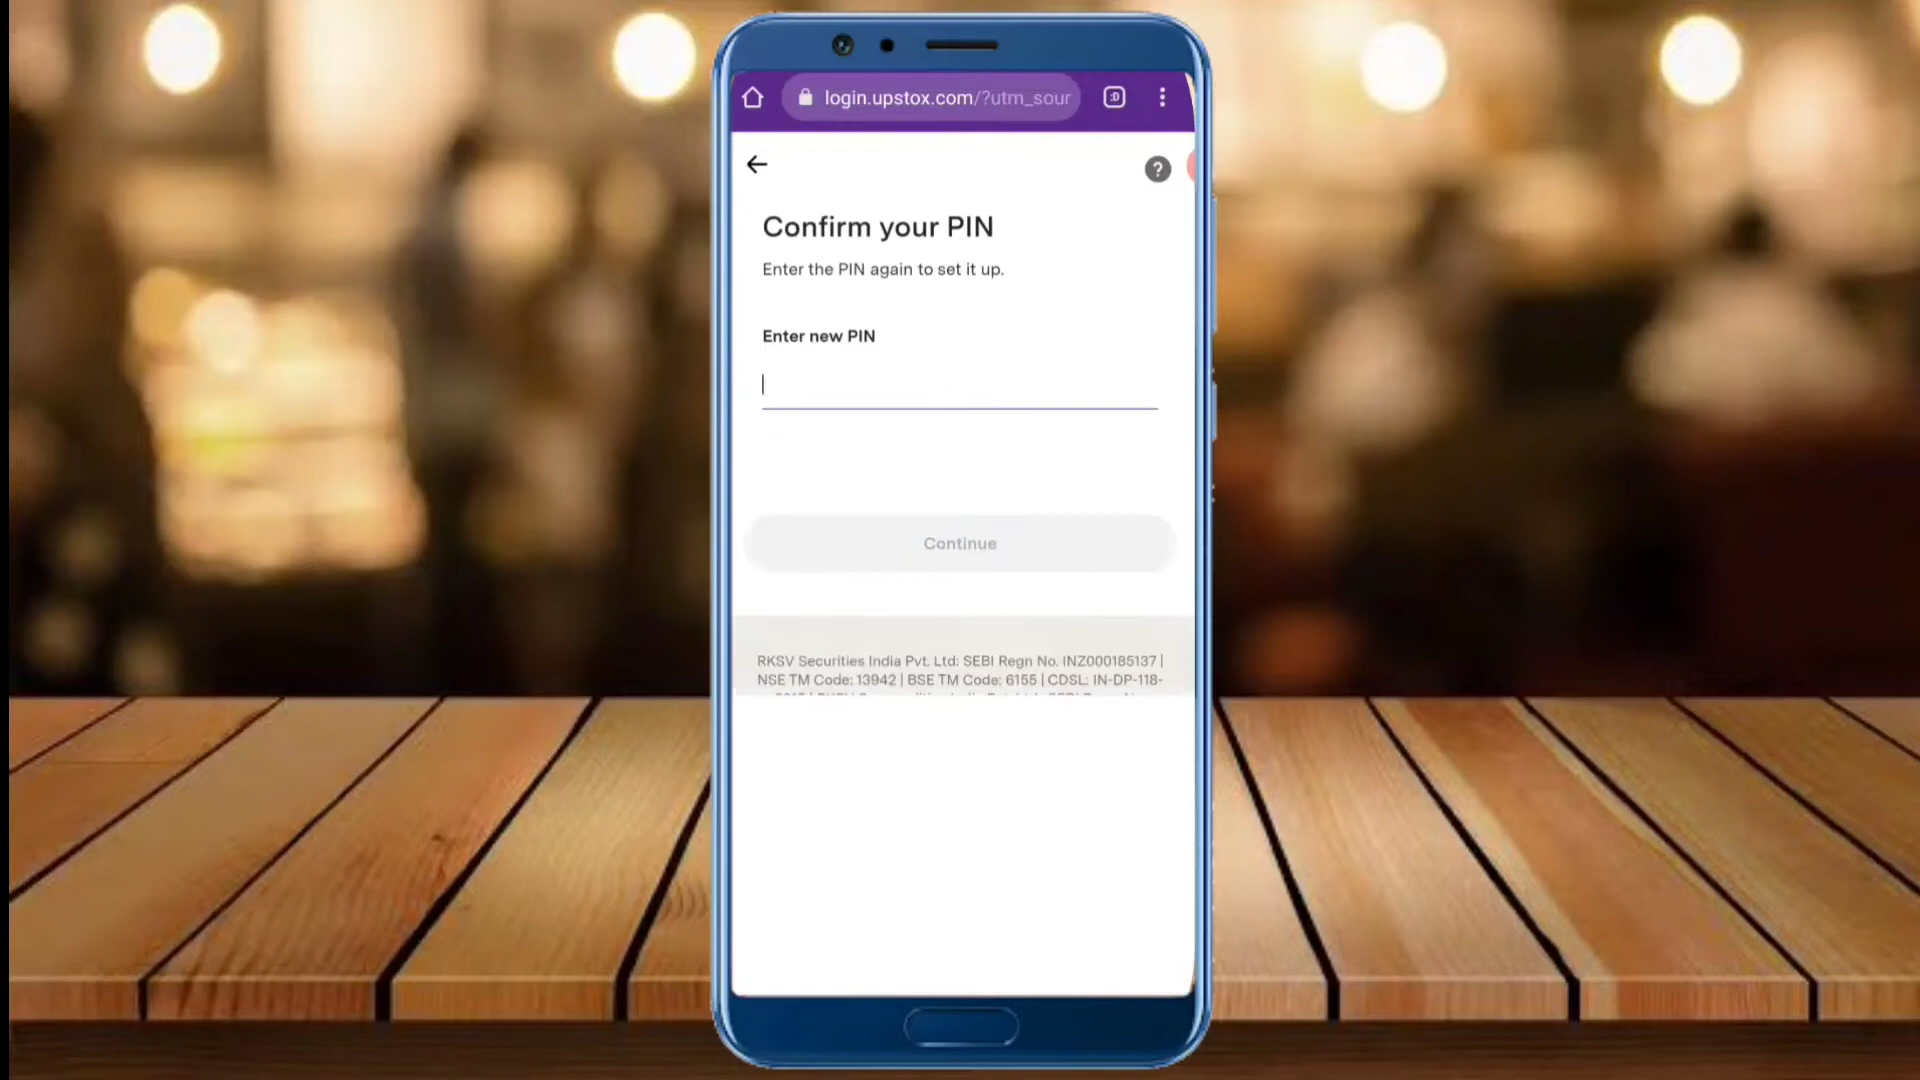 login.upstox.com/?utm_sour
:D
?
Confirm your PIN
Enter the PIN again to set it up.
Enter new PIN
Continue
RKSV Securities India Pvt. Ltd: SEBI Regn No. INZ000185137 |
NSE TM Code: 13942 | BSE TM Code: 6155 | CDSL: IN-DP-118-